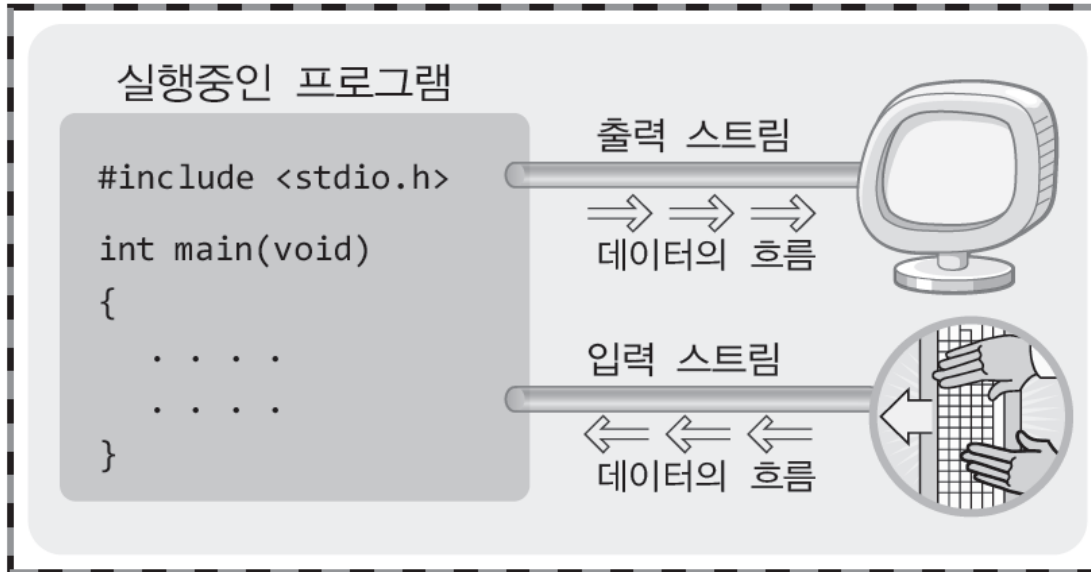 실행중인 프로그램
#include <stdio.h>
int main(void)
{
. . . .
. . . .
}
출력 스트림
데이터의 흐름
입력 스트림
데이터의 흐름